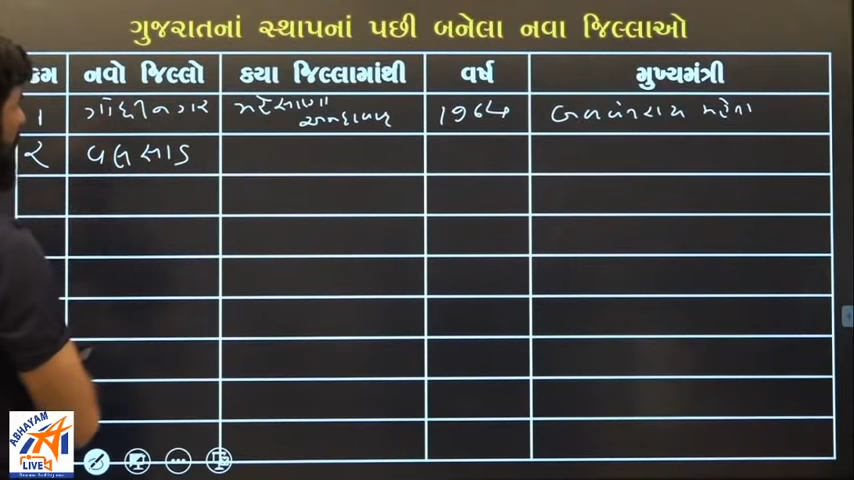 ગુજરાતનાં સ્થાપનાં પછી બનેલા નવા જિલ્લાઓ
ક્રમ નવો જિલ્લો કયા જિલ્લામાંથી વર્ષ મુખ્યમંત્રી
૧ ગાંધીનગર મહેસાણા 1964 બળવંતરાય મહેતા
અમદાવાદ
૨ વલસાડ
ABHAYAM
LIVE